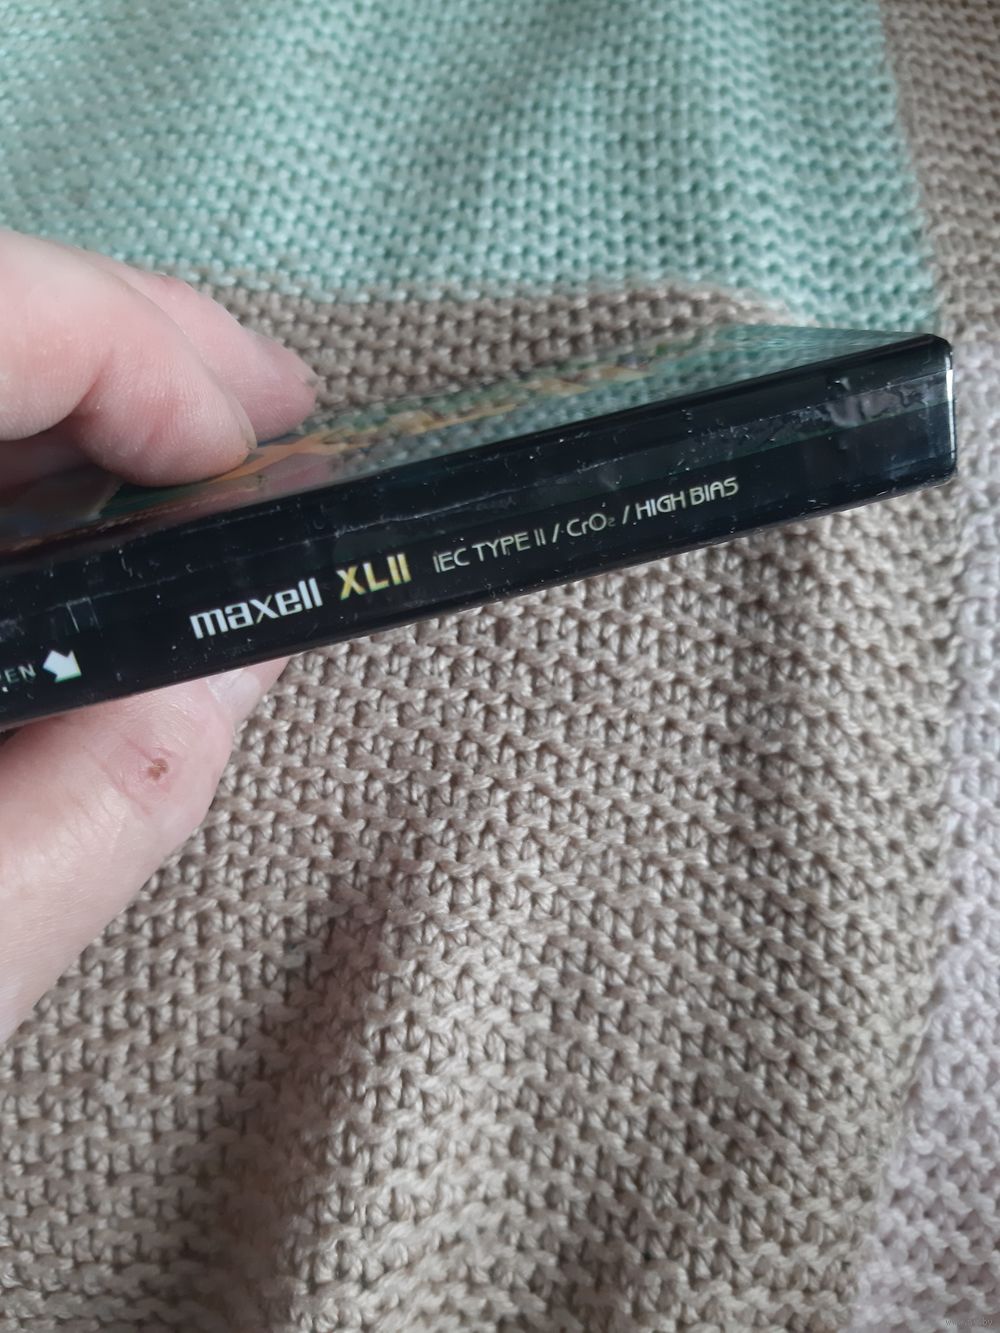 maxell XLII IEC TYPE II / CrO₂ / HIGH BIAS